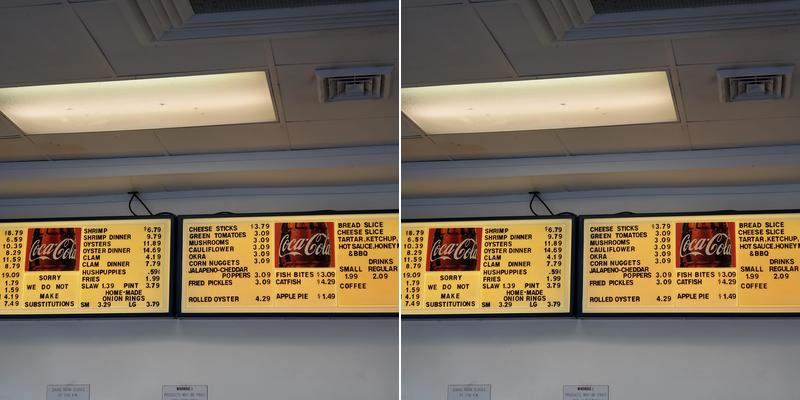 18.79
6.59
10.39
8.29
11.59
8.79
19.09
1.79
1.59
4.19
7.49
Coca-Cola
SORRY
WE DO NOT
MAKE
SUBSTITUTIONS
SHRIMP $6.79
SHRIMP DINNER 9.79
OYSTERS 11.89
OYSTER DINNER 14.69
CLAM 4.19
CLAM DINNER 7.79
HUSHPUPPIES .59
FRIES 1.99
SLAW 1.39 PINT 3.79
HOME-MADE
ONION RINGS
SM 3.29 LG 3.79
CHEESE STICKS $3.79
GREEN TOMATOES 3.09
MUSHROOMS 3.09
CAULIFLOWER 3.09
OKRA 3.09
CORN NUGGETS 3.09
JALAPENO-CHEDDAR
POPPERS 3.09
FRIED PICKLES 3.09
ROLLED OYSTER 4.29
Coca-Cola
FISH BITES $3.09
CATFISH $4.29
APPLE PIE $1.49
BREAD SLICE
CHEESE SLICE
TARTAR, KETCHUP,
HOT SAUCE, HONEY
& BBQ
DRINKS
SMALL REGULAR
1.99 2.09
COFFEE
WARNING!
18.79
6.59
10.39
8.29
11.59
8.79
19.09
1.79
1.59
4.19
7.49
Coca-Cola
SORRY
WE DO NOT
MAKE
SUBSTITUTIONS
SHRIMP $6.79
SHRIMP DINNER 9.79
OYSTERS 11.89
OYSTER DINNER 14.69
CLAM 4.19
CLAM DINNER 7.79
HUSHPUPPIES .59
FRIES 1.99
SLAW 1.39 PINT 3.79
HOME-MADE
ONION RINGS
SM 3.29 LG 3.79
CHEESE STICKS $3.79
GREEN TOMATOES 3.09
MUSHROOMS 3.09
CAULIFLOWER 3.09
OKRA 3.09
CORN NUGGETS 3.09
JALAPENO-CHEDDAR
POPPERS 3.09
FRIED PICKLES 3.09
ROLLED OYSTER 4.29
Coca-Cola
FISH BITES $3.09
CATFISH $4.29
APPLE PIE $1.49
BREAD SLICE
CHEESE SLICE
TARTAR, KETCHUP,
HOT SAUCE, HONEY
& BBQ
DRINKS
SMALL REGULAR
1.99 2.09
COFFEE
WARNING!